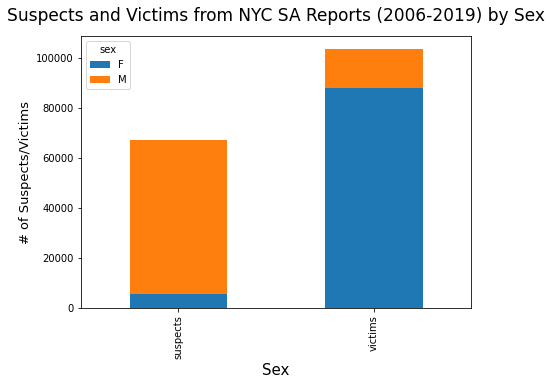 Suspects and Victims from NYC SA Reports (2006-2019) by Sex
sex
F
M
# of Suspects/Victims
100000
80000
60000
40000
20000
0
suspects
victims
Sex